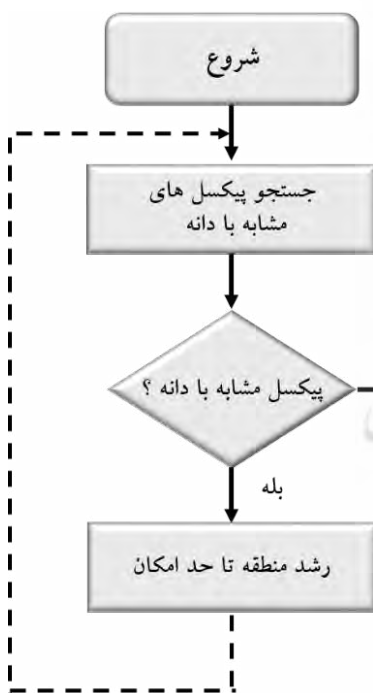 شروع
جستجو پیکسل های
مشابه با دانه
پیکسل مشابه با دانه ؟
بله
رشد منطقه تا حد امکان